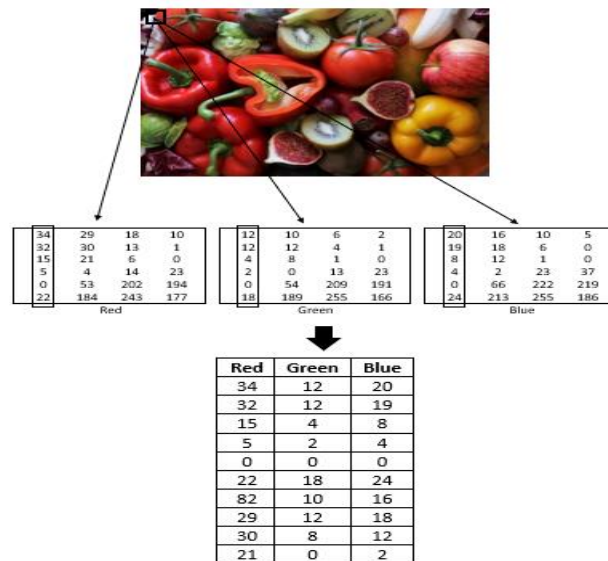 34 29 18 10
32 30 13 1
15 21 6 0
5 4 14 23
0 53 202 194
22 184 243 177
Red
12 10 6 2
12 12 4 1
4 8 1 0
2 0 13 23
0 54 209 191
18 189 255 166
Green
20 16 10 5
19 18 6 0
8 12 1 0
4 2 23 37
0 66 222 219
24 213 255 186
Blue
Red Green Blue
34 12 20
32 12 19
15 4 8
5 2 4
0 0 0
22 18 24
82 10 16
29 12 18
30 8 12
21 0 2